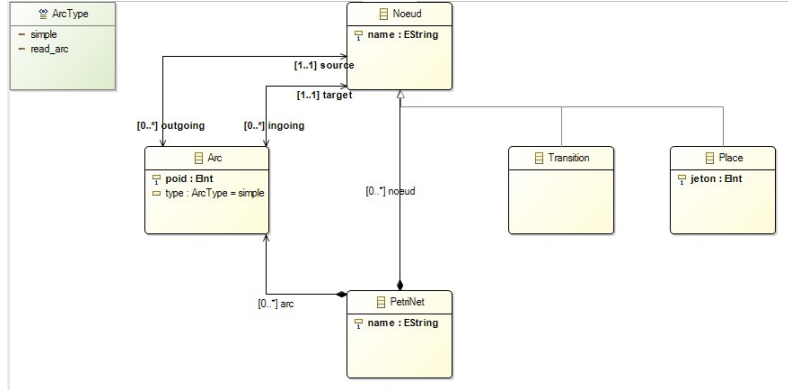 ArcType
simple
read_arc
Noeud
name : EString
[1..1] source
[1..1] target
[0..*] outgoing
[0..*] ingoing
Arc
poid : EInt
type : ArcType = simple
Transition
Place
jeton : EInt
[0..*] noeud
[0..*] arc
PetriNet
name : EString